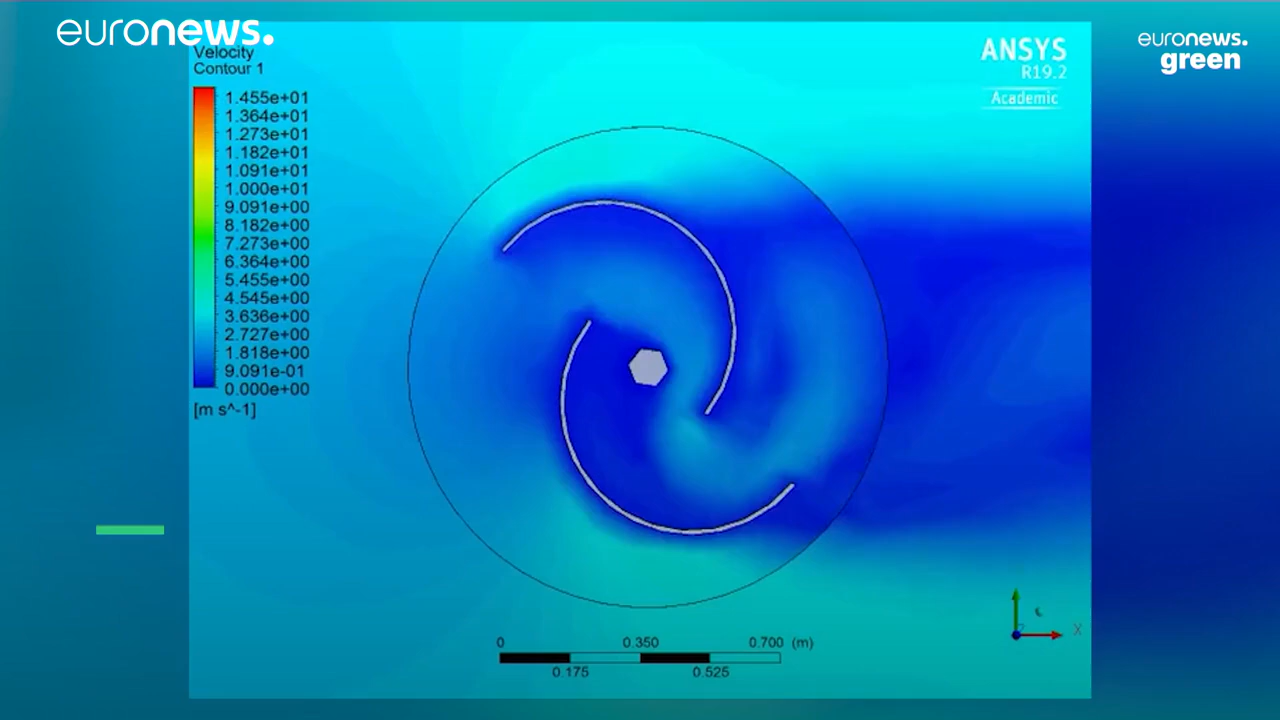 euronews.
euronews.
green
Velocity
Contour 1
ANSYS
R19.2
Academic
1.455e+01
1.364e+01
1.273e+01
1.182e+01
1.091e+01
1.000e+01
9.091e+00
8.182e+00
7.273e+00
6.364e+00
5.455e+00
4.545e+00
3.636e+00
2.727e+00
1.818e+00
9.091e-01
0.000e+00
[m s^-1]
0 0.350 0.700 (m)
0.175 0.525
Z X